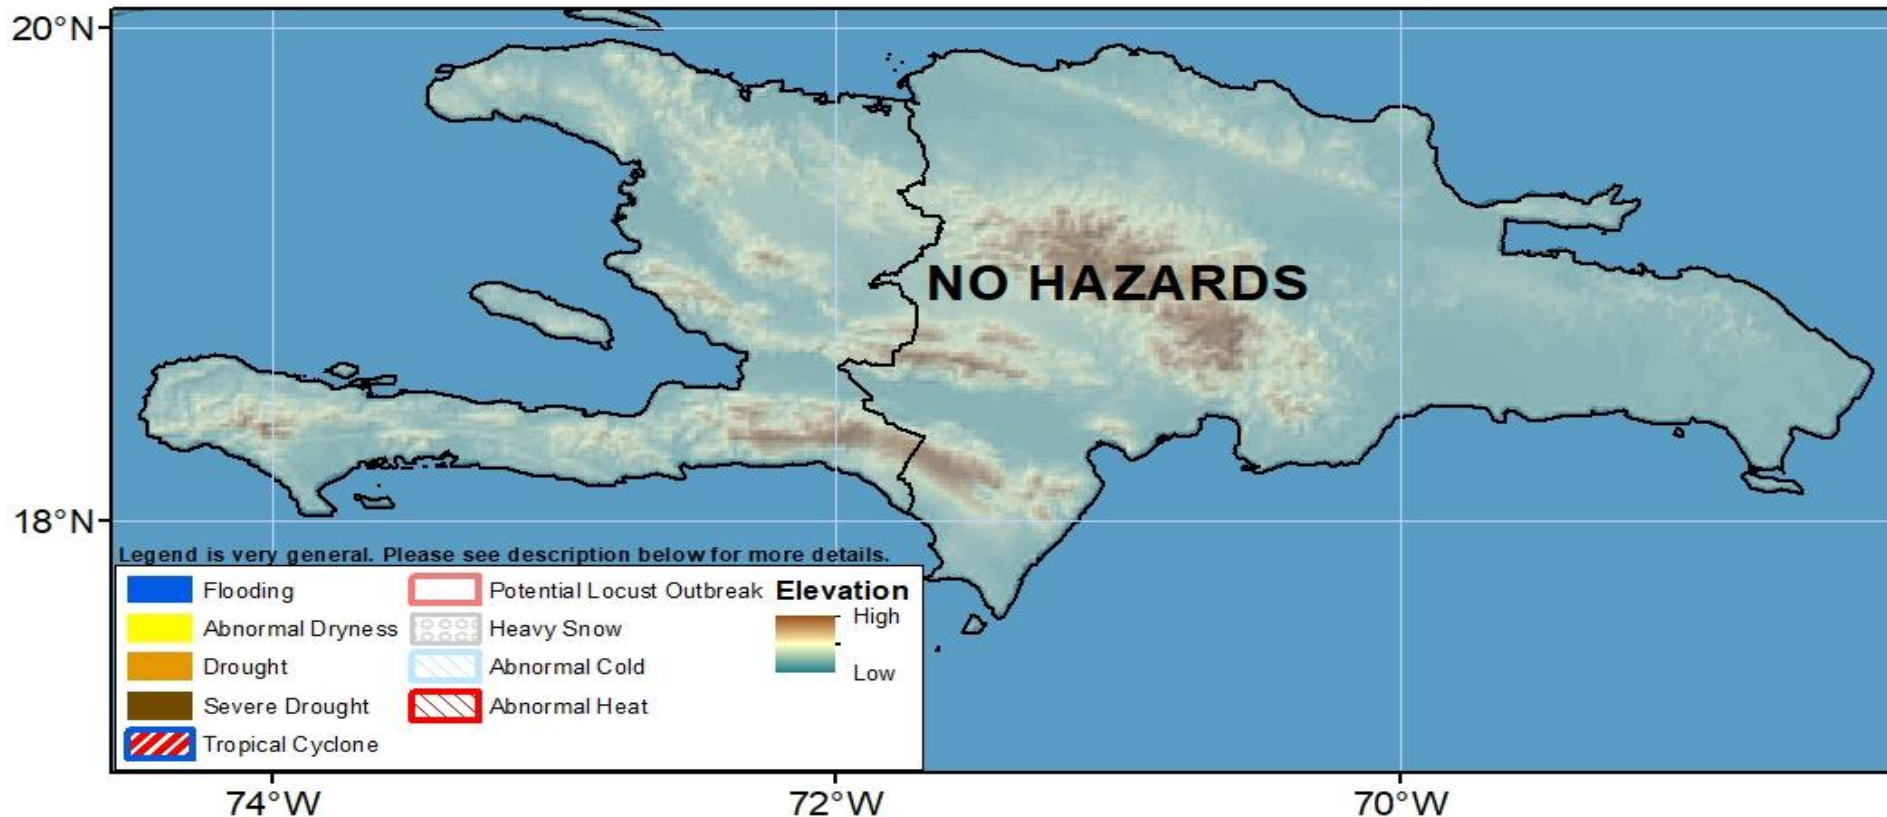 20°N
NO HAZARDS
18°N
Legend is very general. Please see description below for more details.
Flooding
Abnormal Dryness
Drought
Severe Drought
Tropical Cyclone
Potential Locust Outbreak
Heavy Snow
Abnormal Cold
Abnormal Heat
Elevation
High
Low
74°W
72°W
70°W